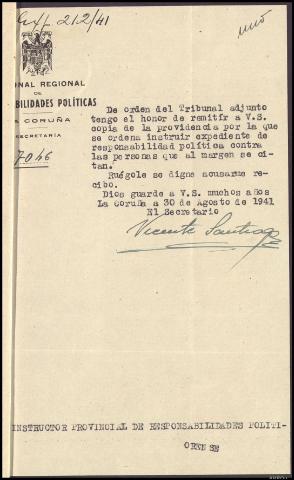 Exp. 212/41
uno
NAL REGIONAL
DE
BILIDADES POLÍTICAS
CORUÑA
SECRETARÍA
7046
De orden del Tribunal adjunto
tengo el honor de remitir a V.S.
copia de la providencia por la que
se ordena instruir expediente de
responsabilidad política contra
las personas que al margen se ci-
tan.
Ruégole se digne acusarme re-
cibo.
Dios guarde a V.S. muchos años
La Coruña a 30 de Agosto de 1941
El Secretario
Vicente Santiago
INSTRUCTOR PROVINCIAL DE RESPONSABILIDADES POLITI-
ORENSE